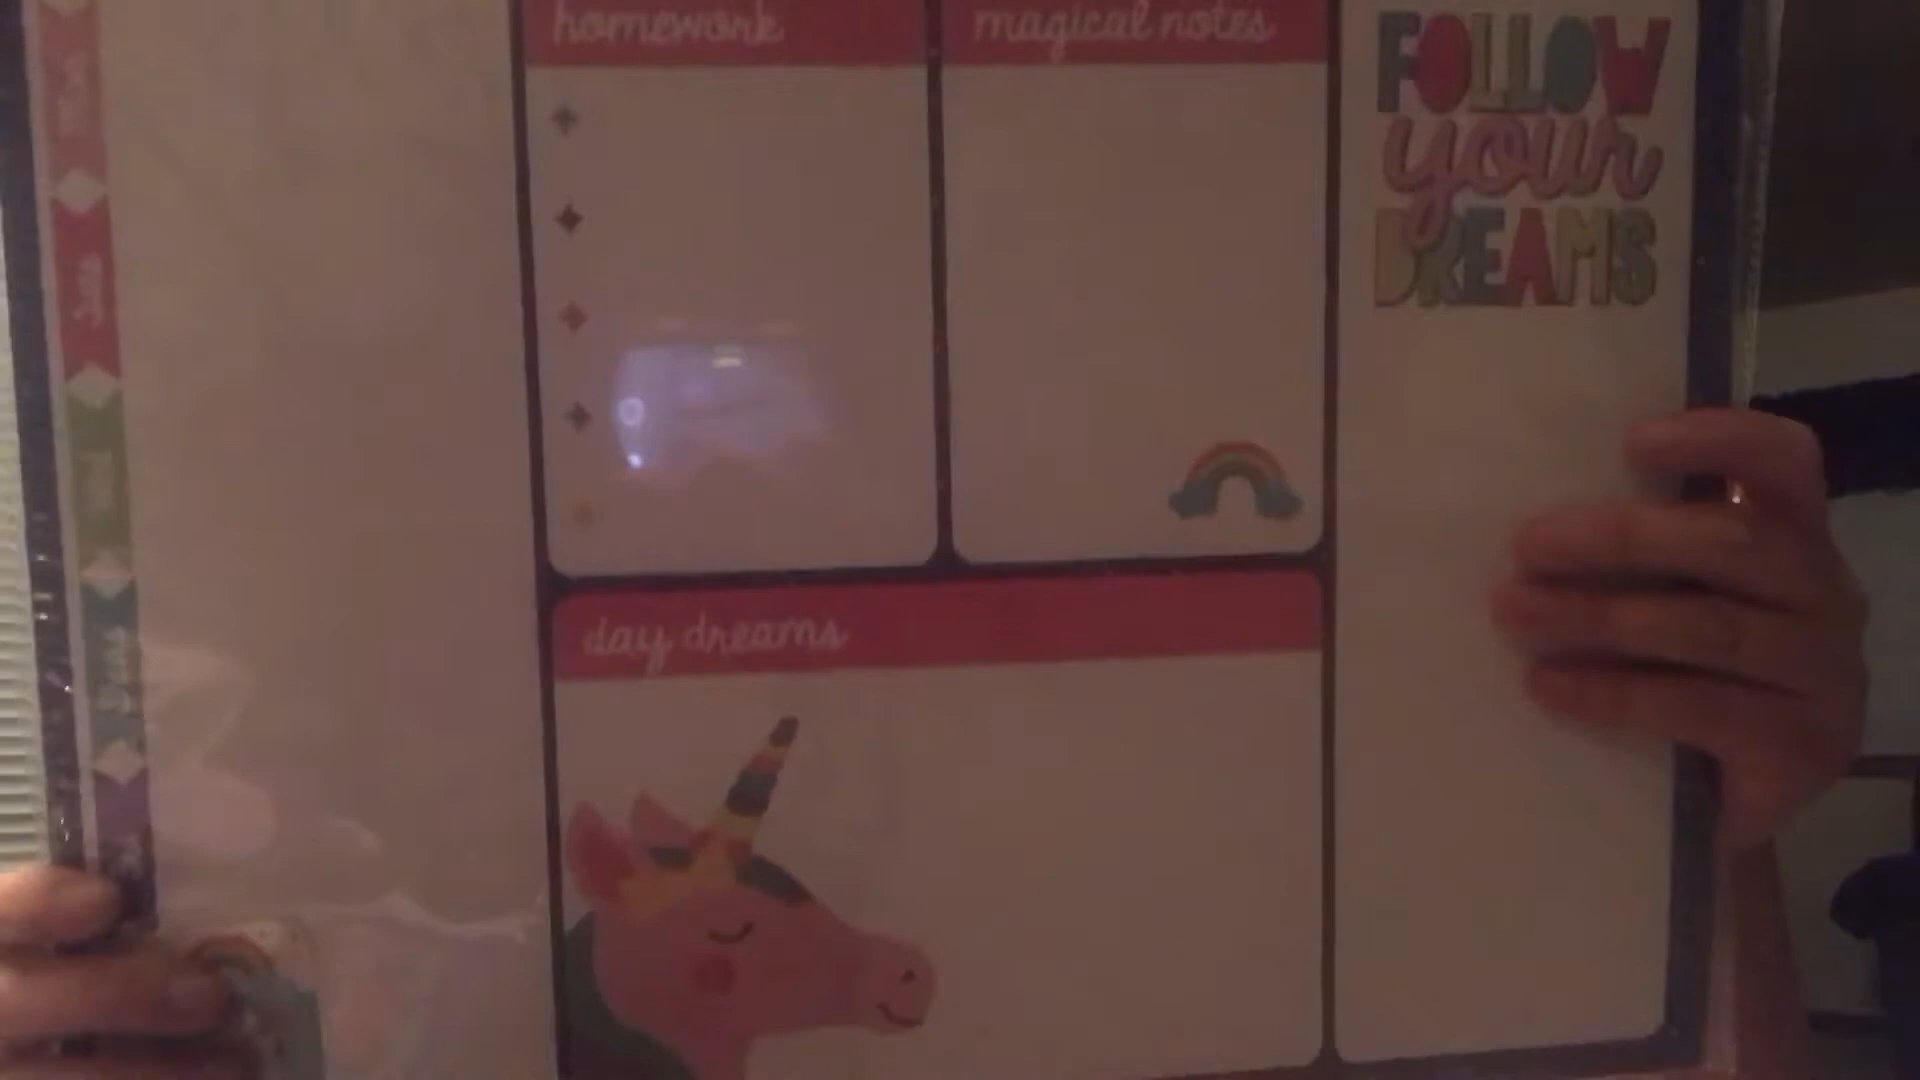 homework
magical notes
FOLLOW
your
DREAMS
day dreams